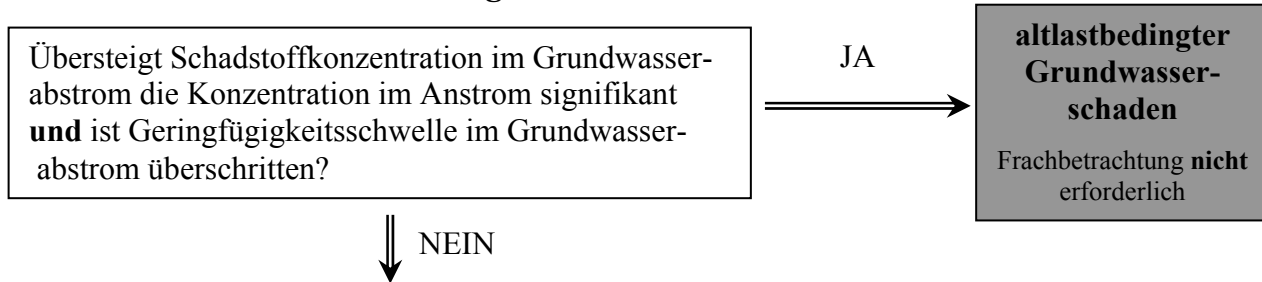 Übersteigt Schadstoffkonzentration im Grundwasser-
abstrom die Konzentration im Anstrom signifikant
und ist Geringfügigkeitsschwelle im Grundwasser-
abstrom überschritten?
JA
altlastbedingter
Grundwasser-
schaden
Frachbetrachtung nicht
erforderlich
NEIN